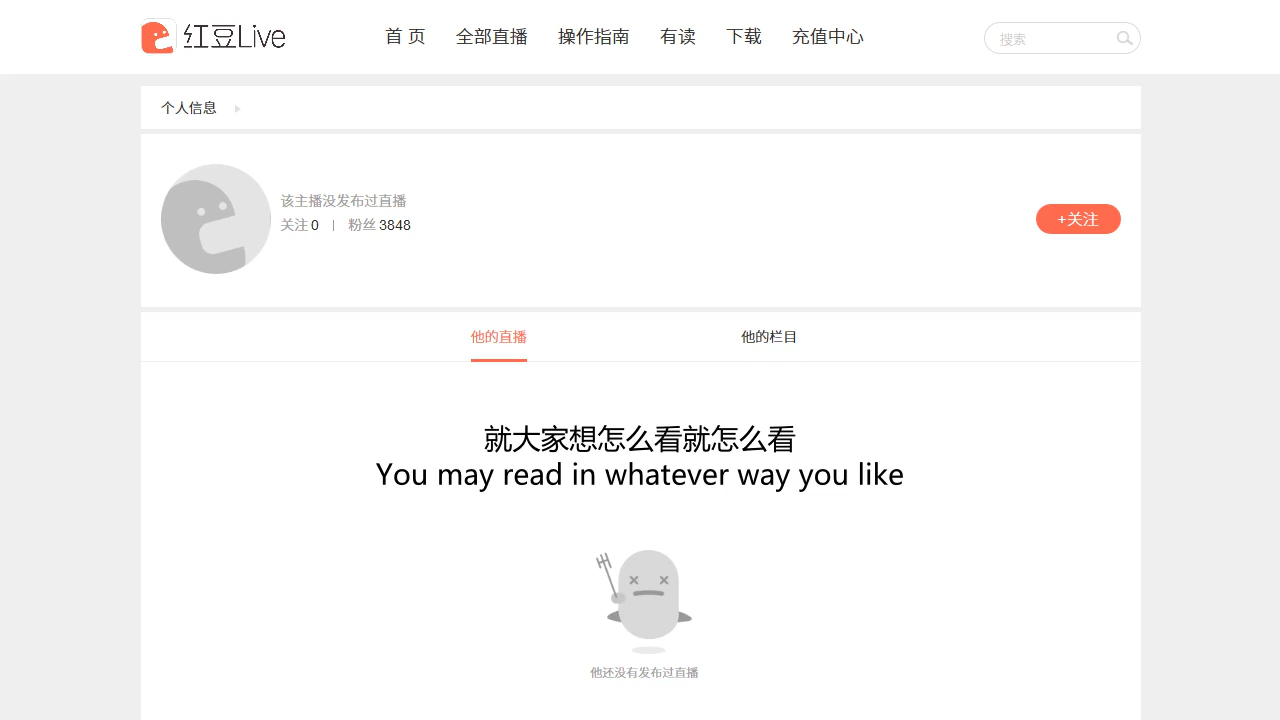 红豆Live
首 页 全部直播 操作指南 有读 下载 充值中心
搜索
个人信息
该主播没发布过直播
关注 0 | 粉丝 3848
+关注
他的直播 他的栏目
就大家想怎么看就怎么看
You may read in whatever way you like
他还没有发布过直播